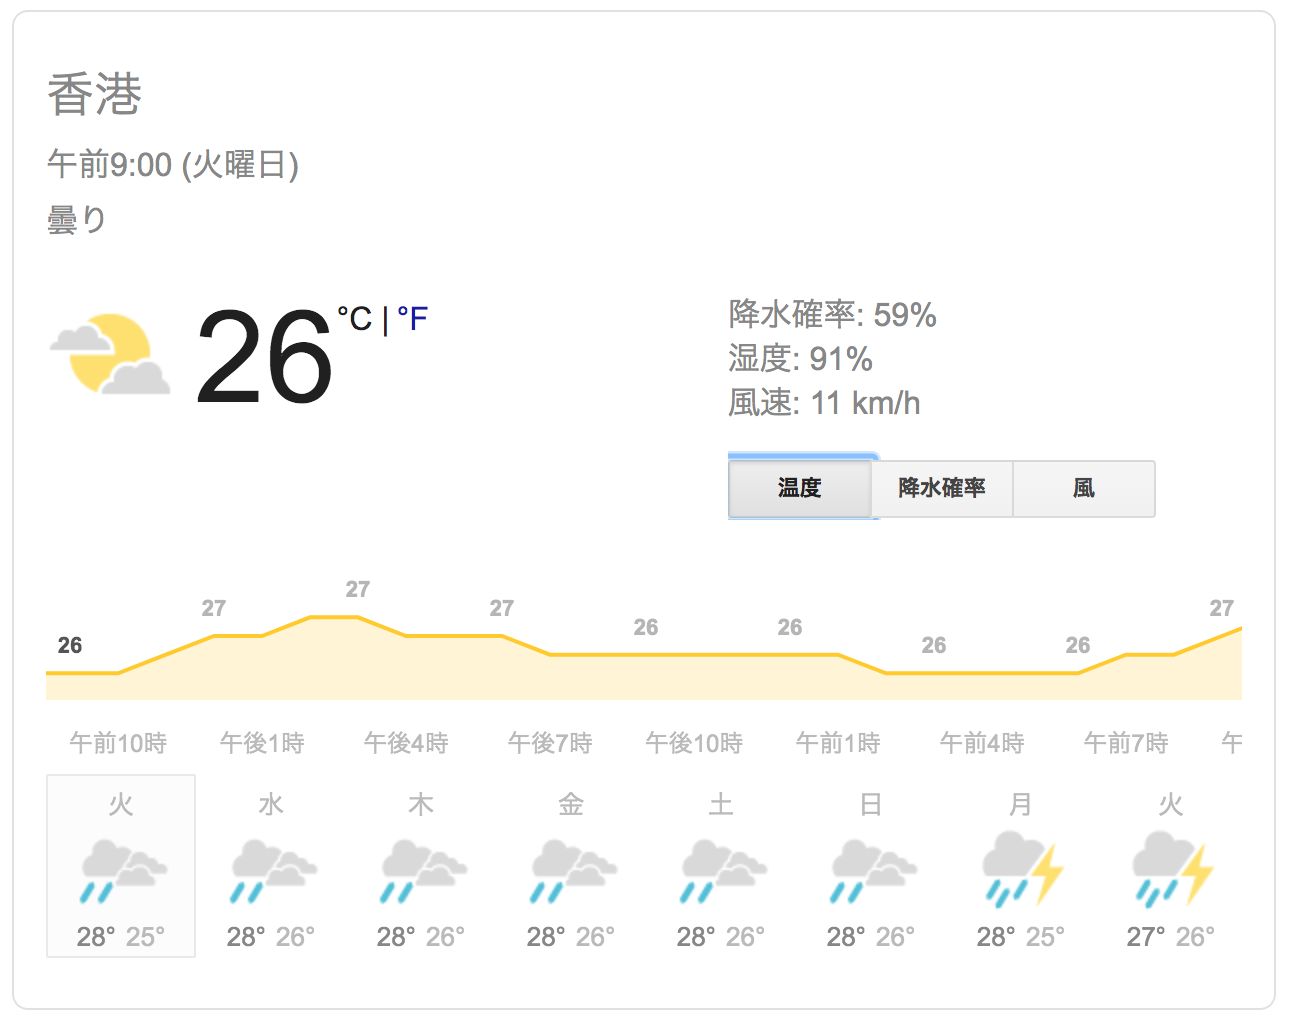 香港
午前9:00 (火曜日)
曇り
26 °C | °F
降水確率: 59%
湿度: 91%
風速: 11 km/h
温度 降水確率 風
26 27 27 27 26 26 26 26 27
午前10時 午後1時 午後4時 午後7時 午後10時 午前1時 午前4時 午前7時 午
火 水 木 金 土 日 月 火
28° 25° 28° 26° 28° 26° 28° 26° 28° 26° 28° 26° 28° 25° 27° 26°